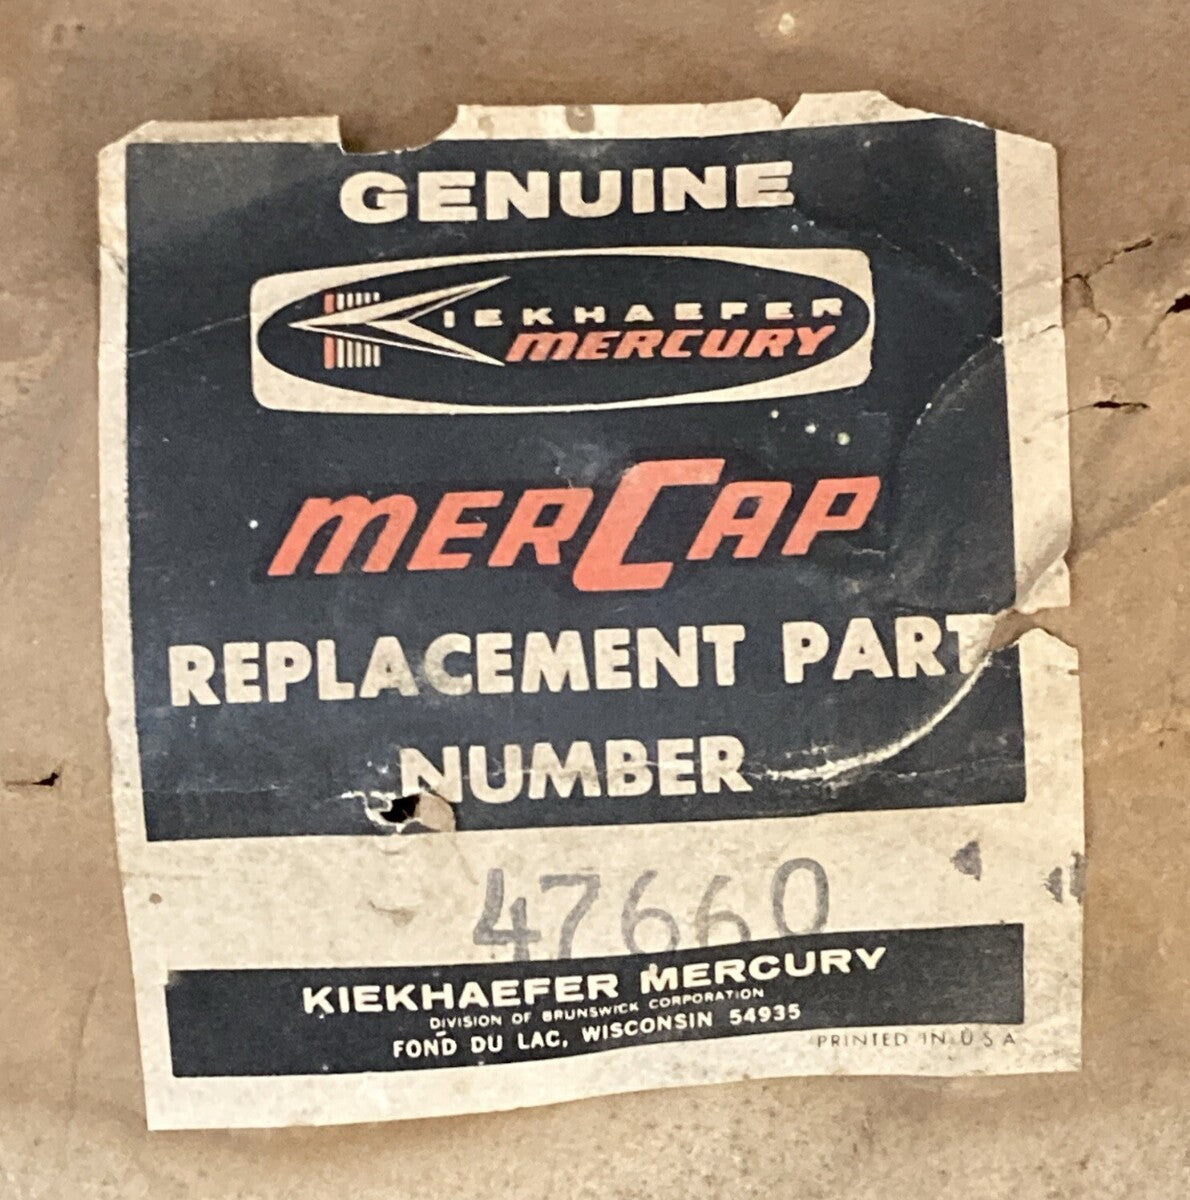 GENUINE
KIEKHAEFER
MERCURY
MERCAP
REPLACEMENT PART
NUMBER
47660
KIEKHAEFER MERCURY
DIVISION OF BRUNSWICK CORPORATION
FOND DU LAC, WISCONSIN 54935
PRINTED IN U S A